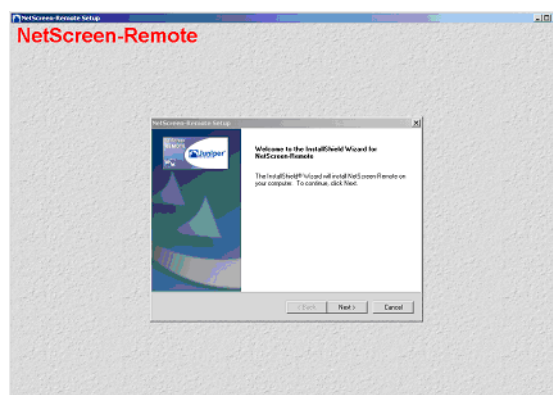 NetScreen-Remote Setup
NetScreen-Remote
NetScreen-Remote Setup
Juniper
Welcome to the InstallShield Wizard for
NetScreen-Remote
The InstallShield® Wizard will install NetScreen-Remote on
your computer. To continue, click Next.
< Back
Next >
Cancel